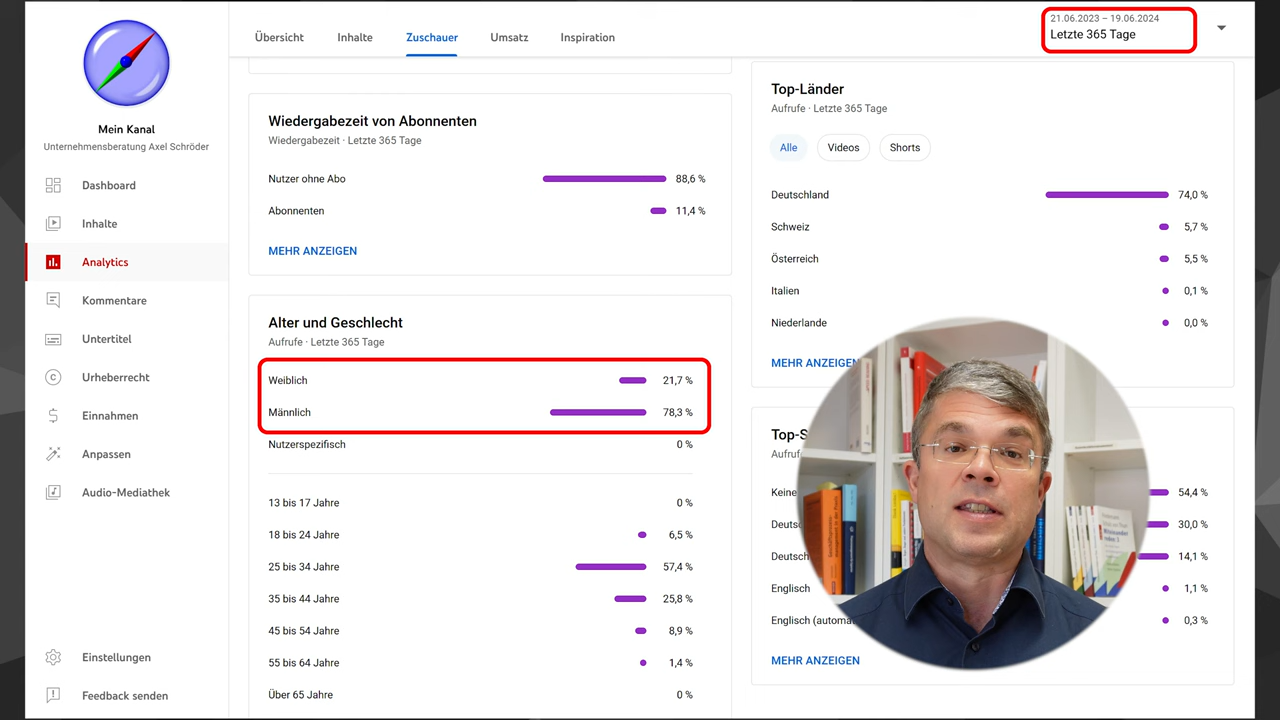 Mein Kanal
Unternehmensberatung Axel Schröder
Dashboard
Inhalte
Analytics
Kommentare
Untertitel
Urheberrecht
Einnahmen
Anpassen
Audio-Mediathek
Einstellungen
Feedback senden
Übersicht Inhalte Zuschauer Umsatz Inspiration
21.06.2023 – 19.06.2024
Letzte 365 Tage
Wiedergabezeit von Abonnenten
Wiedergabezeit · Letzte 365 Tage
Nutzer ohne Abo 88,6 %
Abonnenten 11,4 %
MEHR ANZEIGEN
Alter und Geschlecht
Aufrufe · Letzte 365 Tage
Weiblich 21,7 %
Männlich 78,3 %
Nutzerspezifisch 0 %
13 bis 17 Jahre 0 %
18 bis 24 Jahre 6,5 %
25 bis 34 Jahre 57,4 %
35 bis 44 Jahre 25,8 %
45 bis 54 Jahre 8,9 %
55 bis 64 Jahre 1,4 %
Über 65 Jahre 0 %
Top-Länder
Aufrufe · Letzte 365 Tage
Alle Videos Shorts
Deutschland 74,0 %
Schweiz 5,7 %
Österreich 5,5 %
Italien 0,1 %
Niederlande 0,0 %
MEHR ANZEIGEN
Top-S
Aufruf
Keine 54,4 %
Deutsc 30,0 %
Deutsch 14,1 %
Englisch 1,1 %
Englisch (automa 0,3 %
MEHR ANZEIGEN